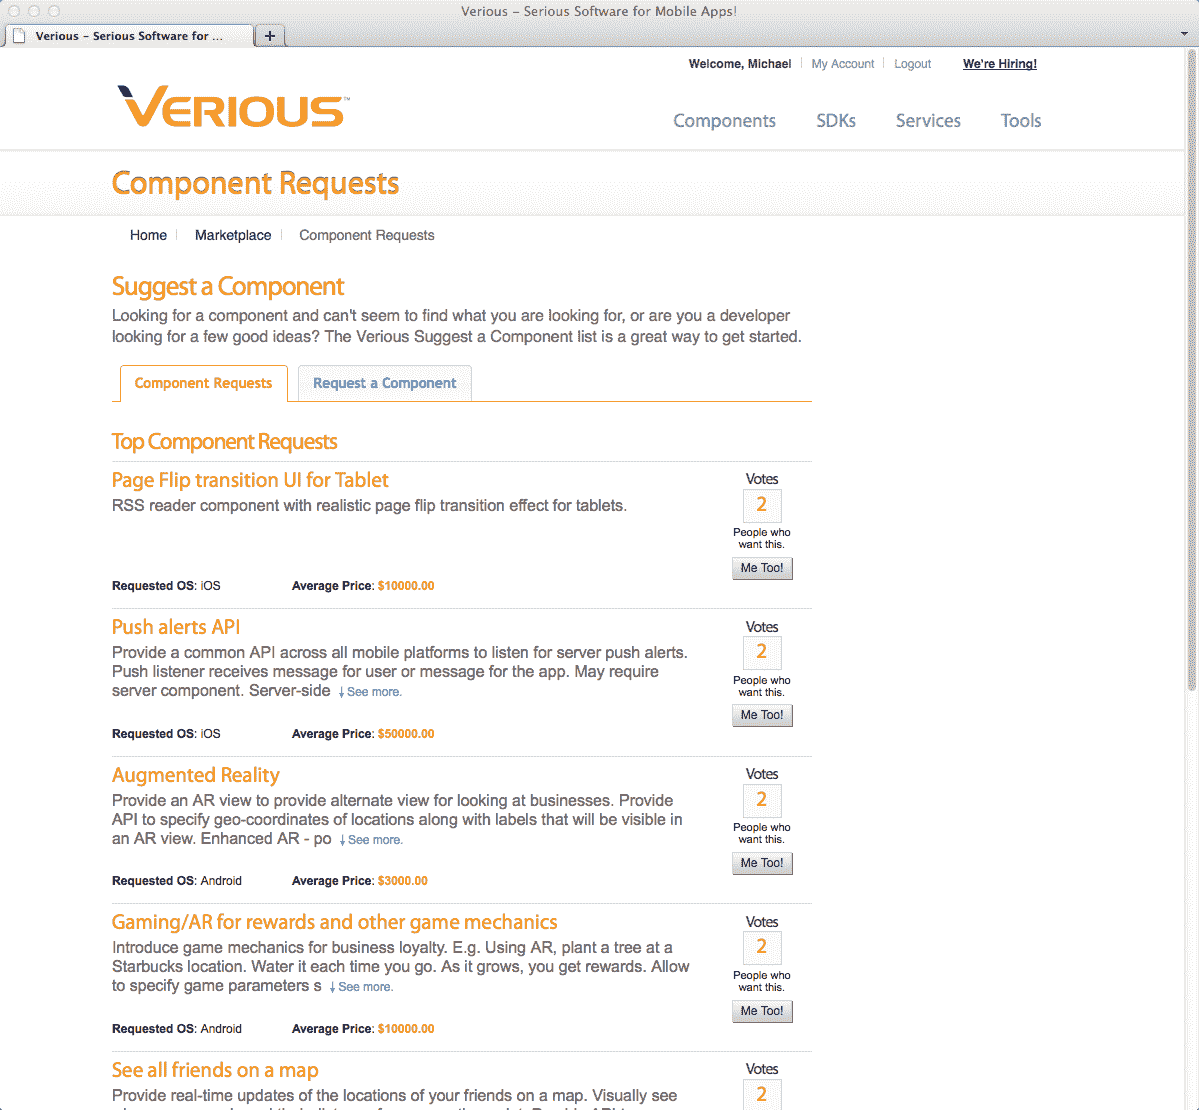 Verious – Serious Software for Mobile Apps!
Verious – Serious Software for ...
+
Welcome, Michael
My Account
Logout
We're Hiring!
VERIOUS™
Components
SDKs
Services
Tools
Component Requests
Home
Marketplace
Component Requests
Suggest a Component
Looking for a component and can't seem to find what you are looking for, or are you a developer
looking for a few good ideas? The Verious Suggest a Component list is a great way to get started.
Component Requests
Request a Component
Top Component Requests
Page Flip transition UI for Tablet
RSS reader component with realistic page flip transition effect for tablets.
Votes
2
People who
want this.
Me Too!
Requested OS: iOS
Average Price: $10000.00
Push alerts API
Provide a common API across all mobile platforms to listen for server push alerts.
Push listener receives message for user or message for the app. May require
server component. Server-side ↓See more.
Votes
2
People who
want this.
Me Too!
Requested OS: iOS
Average Price: $50000.00
Augmented Reality
Provide an AR view to provide alternate view for looking at businesses. Provide
API to specify geo-coordinates of locations along with labels that will be visible in
an AR view. Enhanced AR - po ↓See more.
Votes
2
People who
want this.
Me Too!
Requested OS: Android
Average Price: $3000.00
Gaming/AR for rewards and other game mechanics
Introduce game mechanics for business loyalty. E.g. Using AR, plant a tree at a
Starbucks location. Water it each time you go. As it grows, you get rewards. Allow
to specify game parameters s ↓See more.
Votes
2
People who
want this.
Me Too!
Requested OS: Android
Average Price: $10000.00
See all friends on a map
Provide real-time updates of the locations of your friends on a map. Visually see
Votes
2